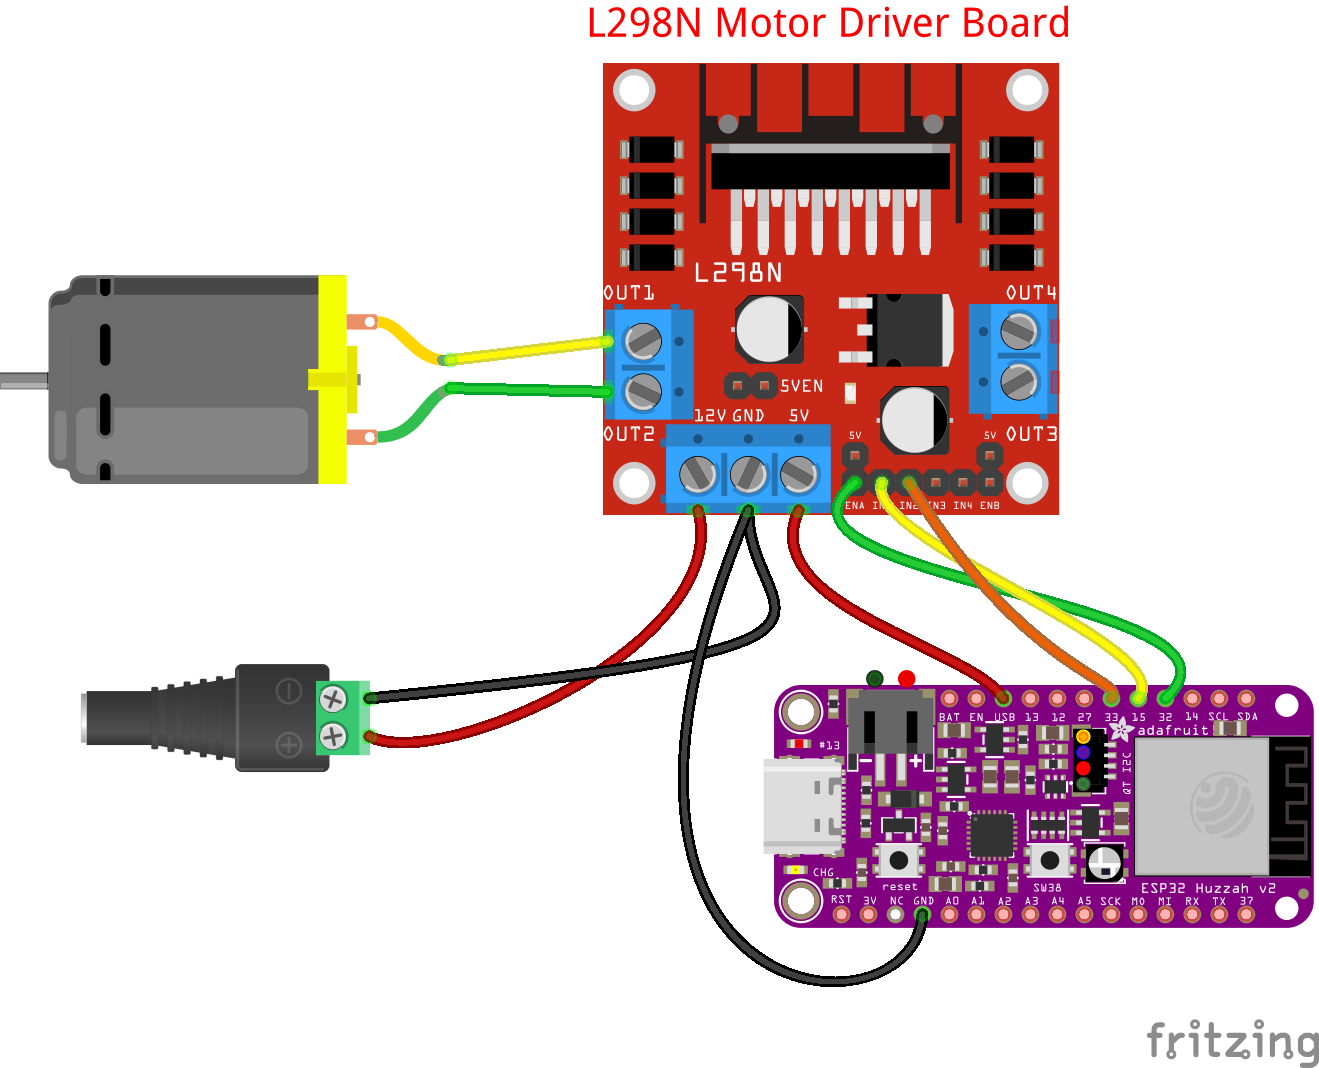 L298N Motor Driver Board
L298N
OUT1
OUT4
5VEN
12V GND 5V
OUT2
OUT3
5V
5V
ENA IN1 IN2 IN3 IN4 ENB
BAT EN USB 13 12 27 33 15 32 14 SCL SDA
adafruit
#13
QT I2C
CHG
reset
SW38
ESP32 Huzzah v2
RST 3V NC GND A0 A1 A2 A3 A4 A5 SCK MO MI RX TX 37
fritzing